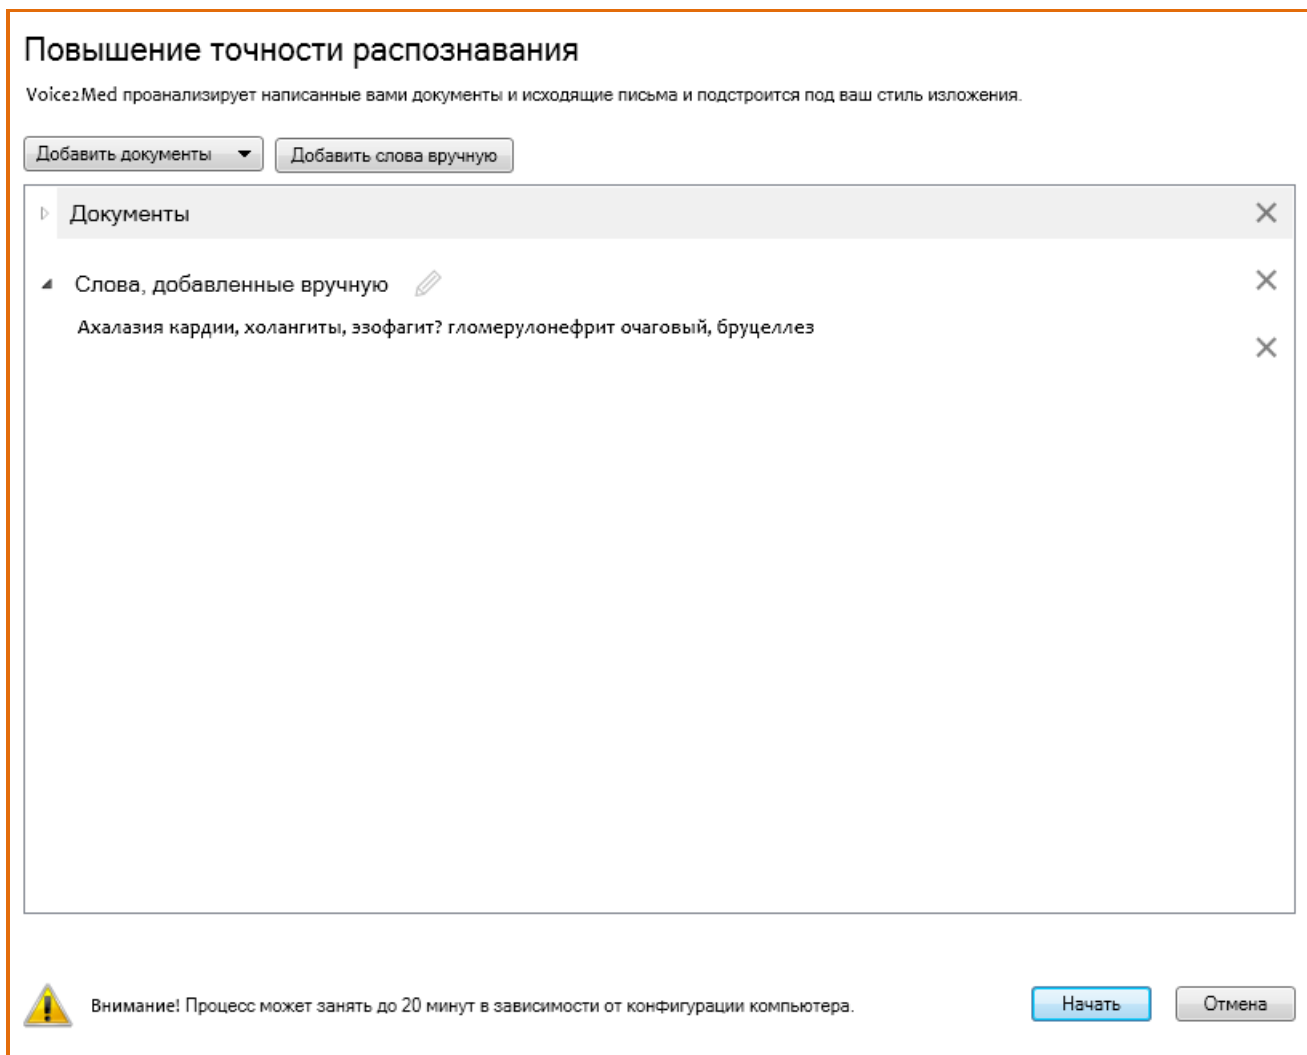 Повышение точности распознавания
Voice2Med проанализирует написанные вами документы и исходящие письма и подстроится под ваш стиль изложения.
Добавить документы
Добавить слова вручную
Документы
Слова, добавленные вручную
Ахалазия кардии, холангиты, эзофагит? гломерулонефрит очаговый, бруцеллез
Внимание! Процесс может занять до 20 минут в зависимости от конфигурации компьютера.
Начать
Отмена